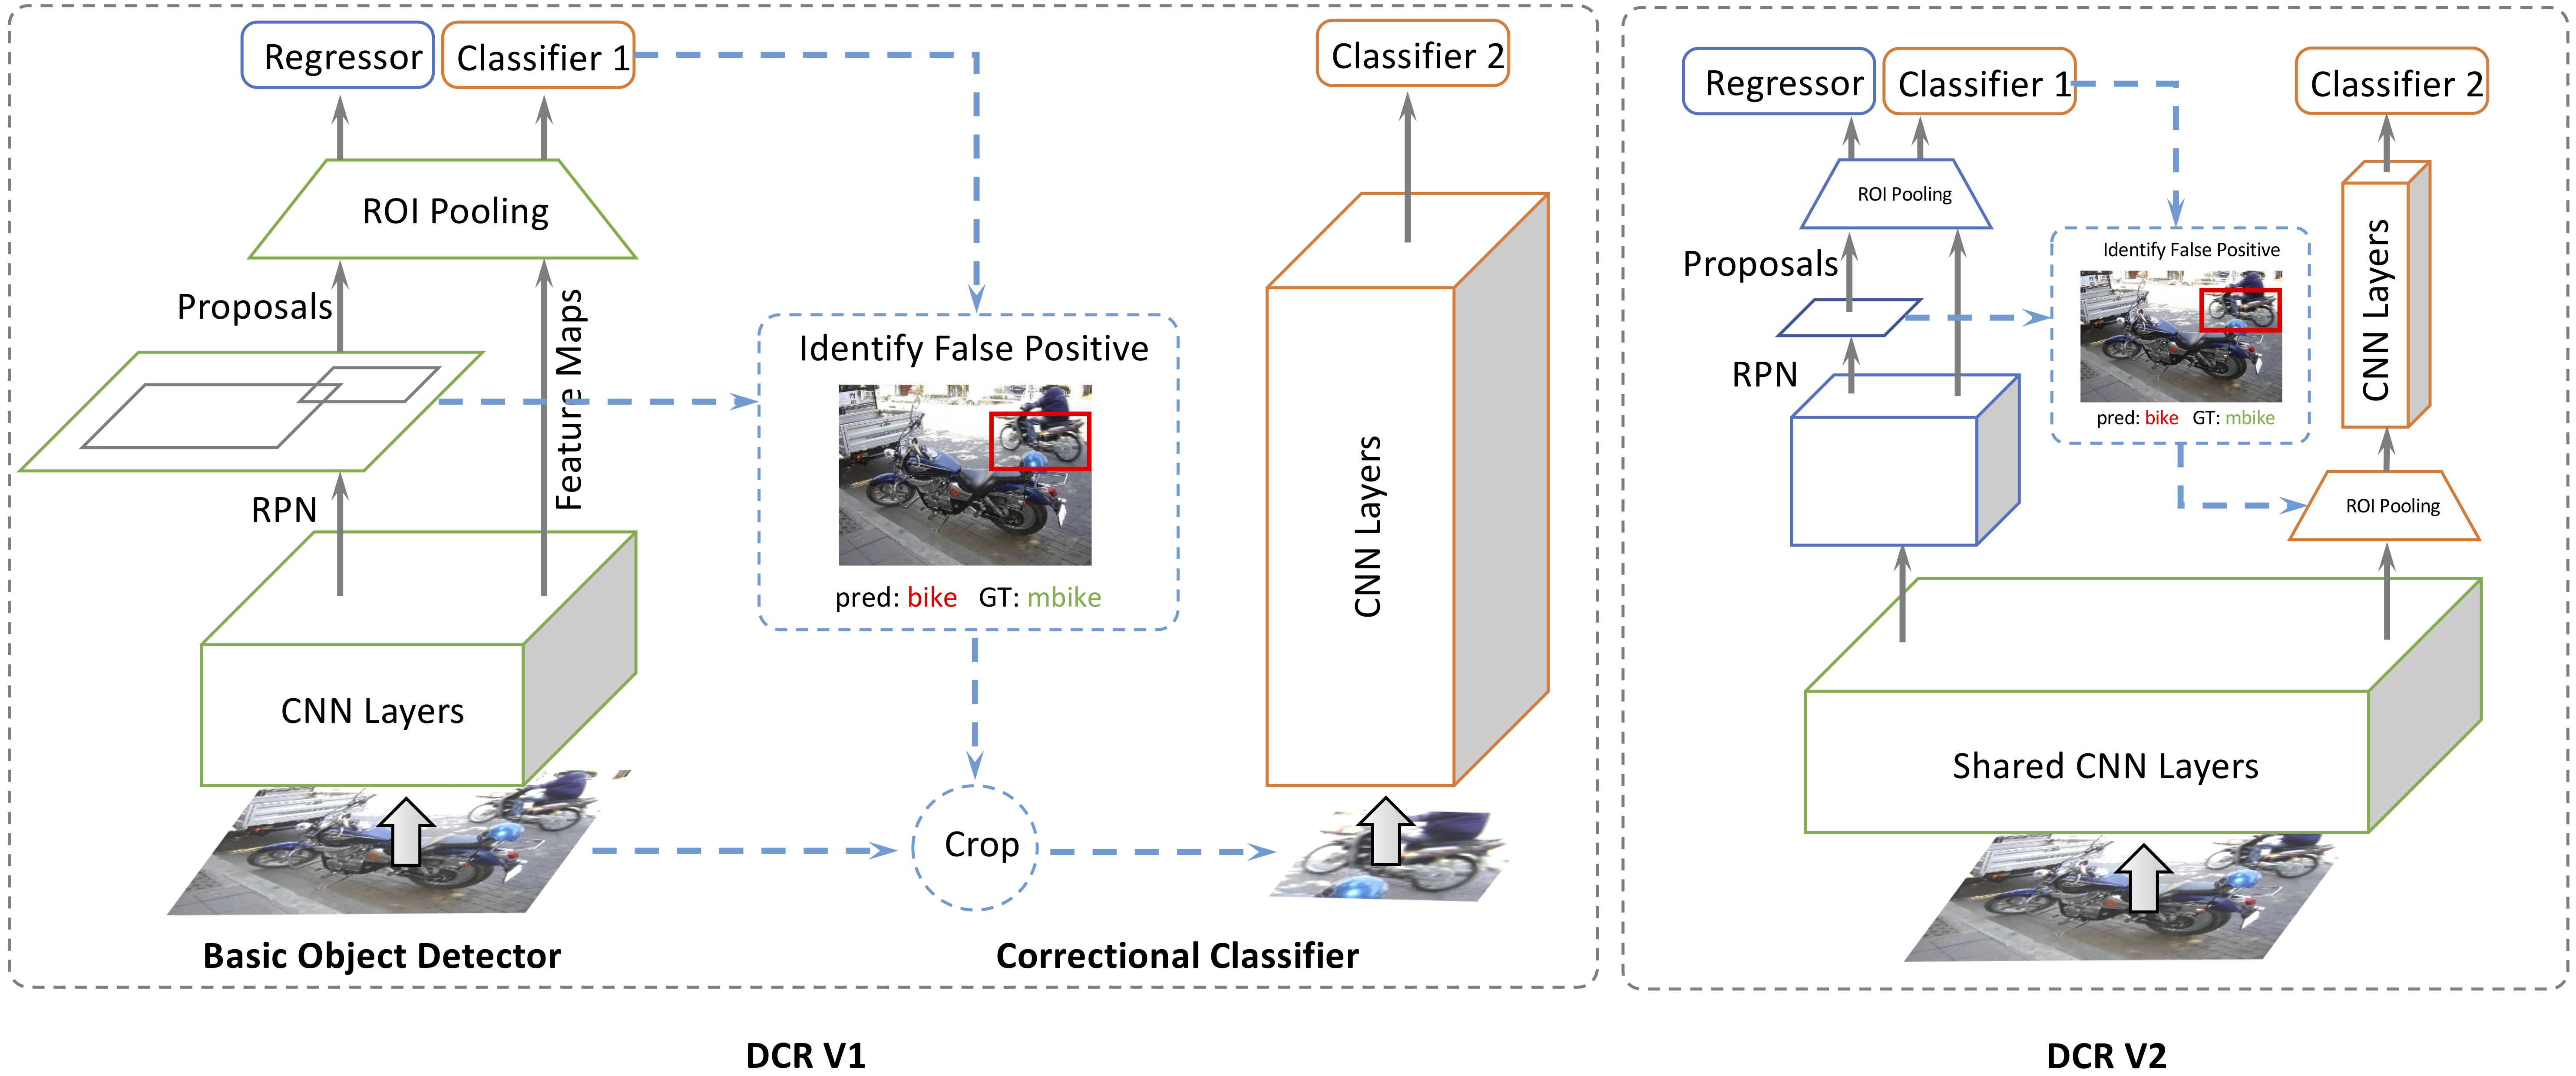 Regressor
Classifier 1
Classifier 2
ROI Pooling
Proposals
Feature Maps
RPN
CNN Layers
Identify False Positive
pred: bike GT: mbike
Crop
CNN Layers
Basic Object Detector
Correctional Classifier
DCR V1
Regressor
Classifier 1
Classifier 2
ROI Pooling
Proposals
RPN
Identify False Positive
pred: bike GT: mbike
CNN Layers
ROI Pooling
Shared CNN Layers
DCR V2